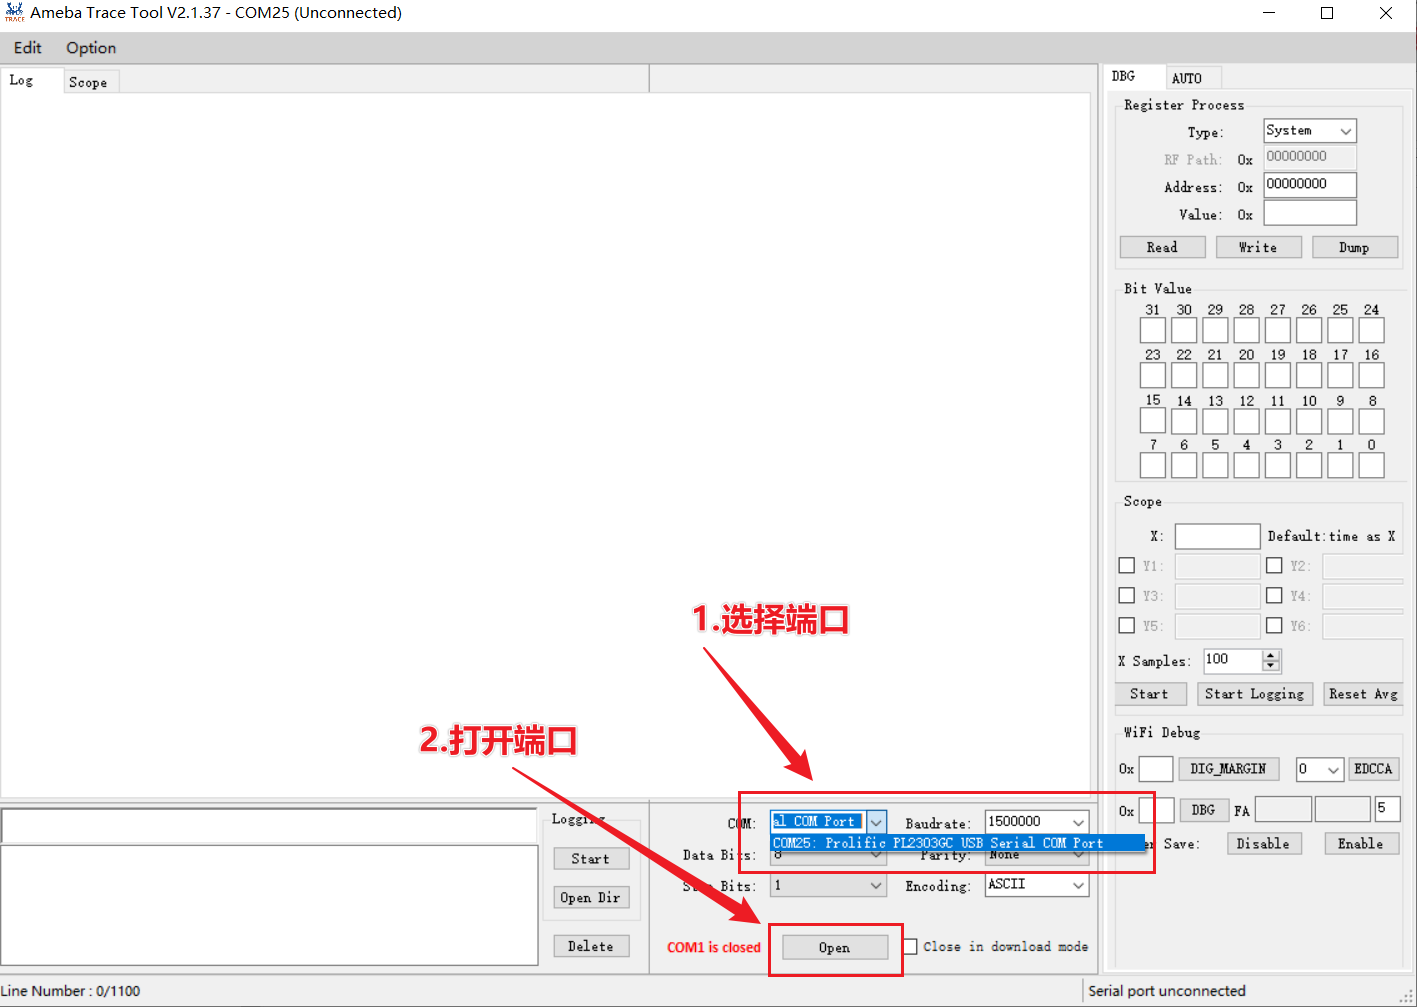 Ameba Trace Tool V2.1.37 - COM25 (Unconnected)
TRACE
Edit Option
Log Scope
DBG AUTO
Register Process
Type: System
RF Path: 0x 00000000
Address: 0x 00000000
Value: 0x
Read Write Dump
Bit Value
31 30 29 28 27 26 25 24
23 22 21 20 19 18 17 16
15 14 13 12 11 10 9 8
7 6 5 4 3 2 1 0
Scope
X: Default:time as X
Y1: Y2:
Y3: Y4:
Y5: Y6:
X Samples: 100
Start Start Logging Reset Avg
WiFi Debug
0x DIG_MARGIN 0 EDCCA
0x DBG FA 5
er Save: Disable Enable
1.选择端口
2.打开端口
Logging
Start
Open Dir
Delete
COM: al COM Port Baudrate: 1500000
COM25: Prolific PL2303GC USB Serial COM Port
Data Bits: 8 Parity: None
Stop Bits: 1 Encoding: ASCII
COM1 is closed Open Close in download mode
Line Number : 0/1100
Serial port unconnected